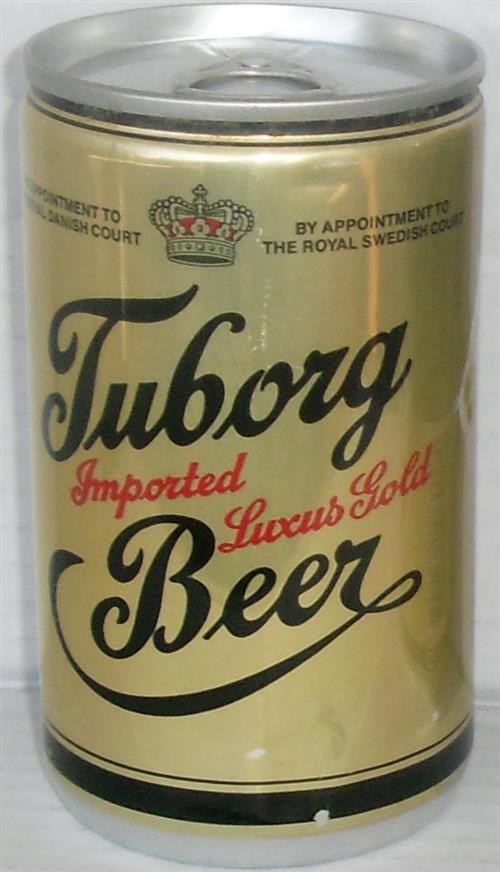 APPOINTMENT TO
DANISH COURT
BY APPOINTMENT TO
THE ROYAL SWEDISH COURT
Tuborg
Imported
Luxus Gold
Beer